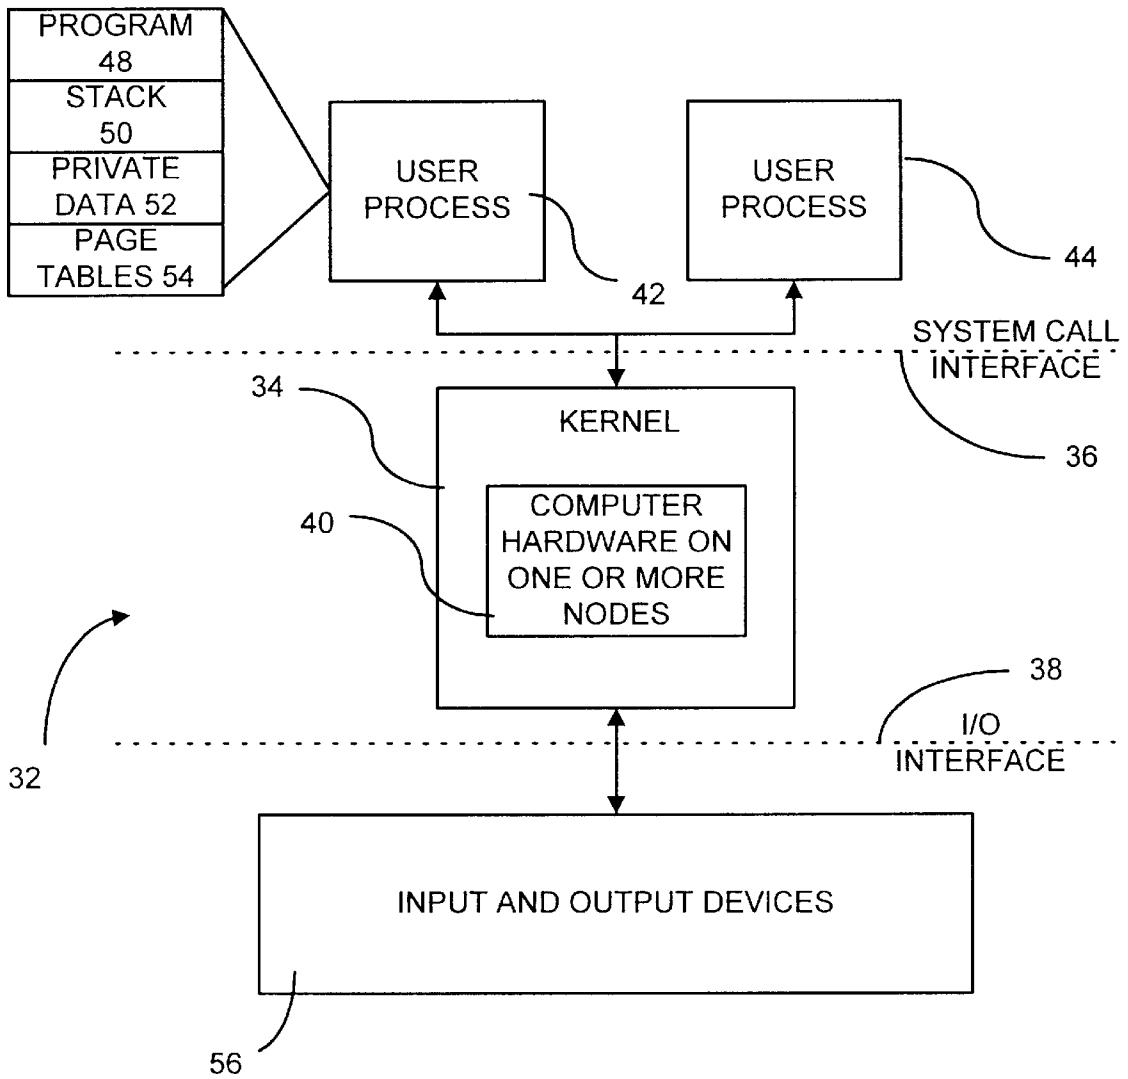 PROGRAM
48
STACK
50
PRIVATE
DATA 52
PAGE
TABLES 54
USER
PROCESS
42
USER
PROCESS
44
SYSTEM CALL
INTERFACE
36
34
KERNEL
40
COMPUTER
HARDWARE ON
ONE OR MORE
NODES
32
38
I/O
INTERFACE
INPUT AND OUTPUT DEVICES
56